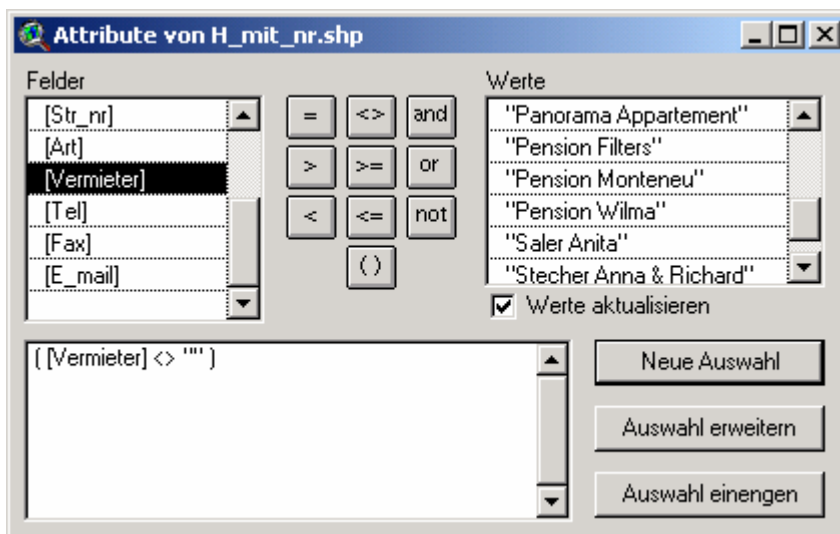 Attribute von H_mit_nr.shp
Felder
Werte
[Str_nr]
[Art]
[Vermieter]
[Tel]
[Fax]
[E_mail]
= <> and
> >= or
< <= not
( )
"Panorama Appartement"
"Pension Filters"
"Pension Monteneu"
"Pension Wilma"
"Saler Anita"
"Stecher Anna & Richard"
Werte aktualisieren
( [Vermieter] <> "" )
Neue Auswahl
Auswahl erweitern
Auswahl einengen